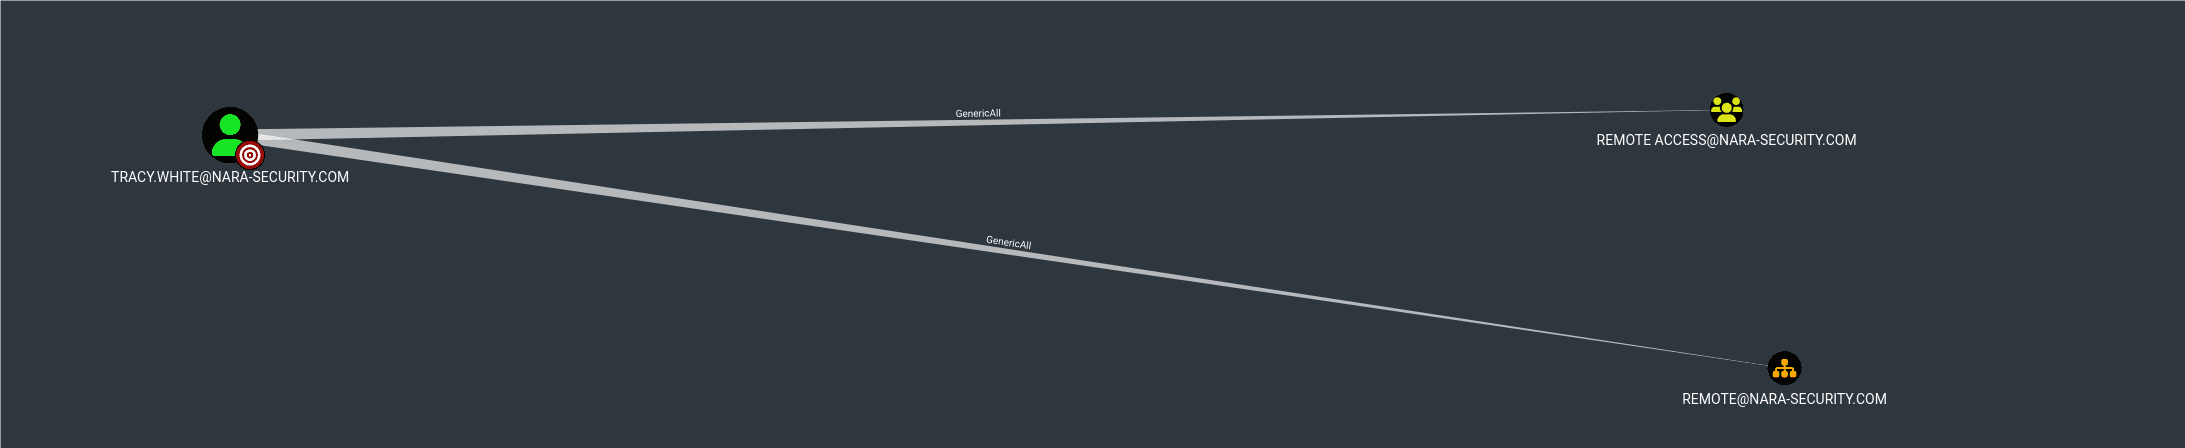 GenericAll
REMOTE ACCESS@NARA-SECURITY.COM
TRACY.WHITE@NARA-SECURITY.COM
GenericAll
REMOTE@NARA-SECURITY.COM